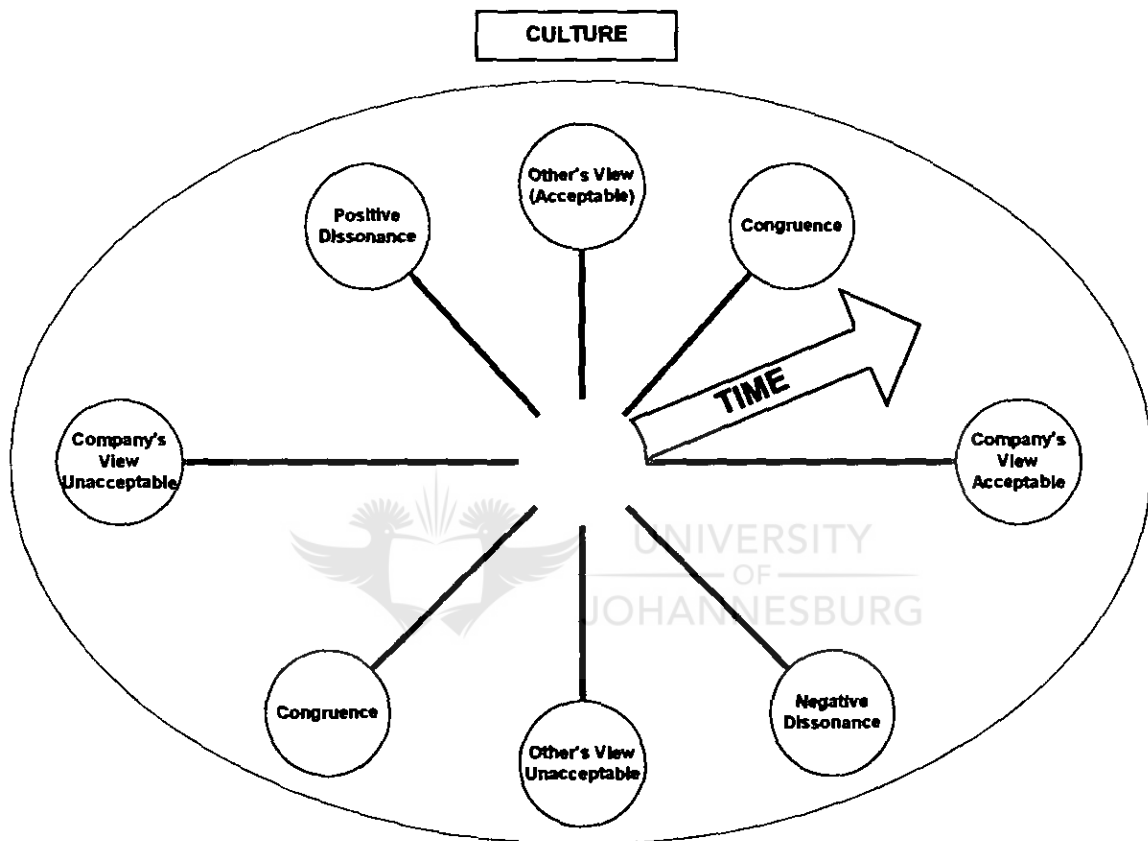 CULTURE
Other's View
(Acceptable)
Positive
Dissonance
Congruence
TIME
Company's
View
Unacceptable
Company's
View
Acceptable
UNIVERSITY
OF
JOHANNESBURG
Congruence
Negative
Dissonance
Other's View
Unacceptable